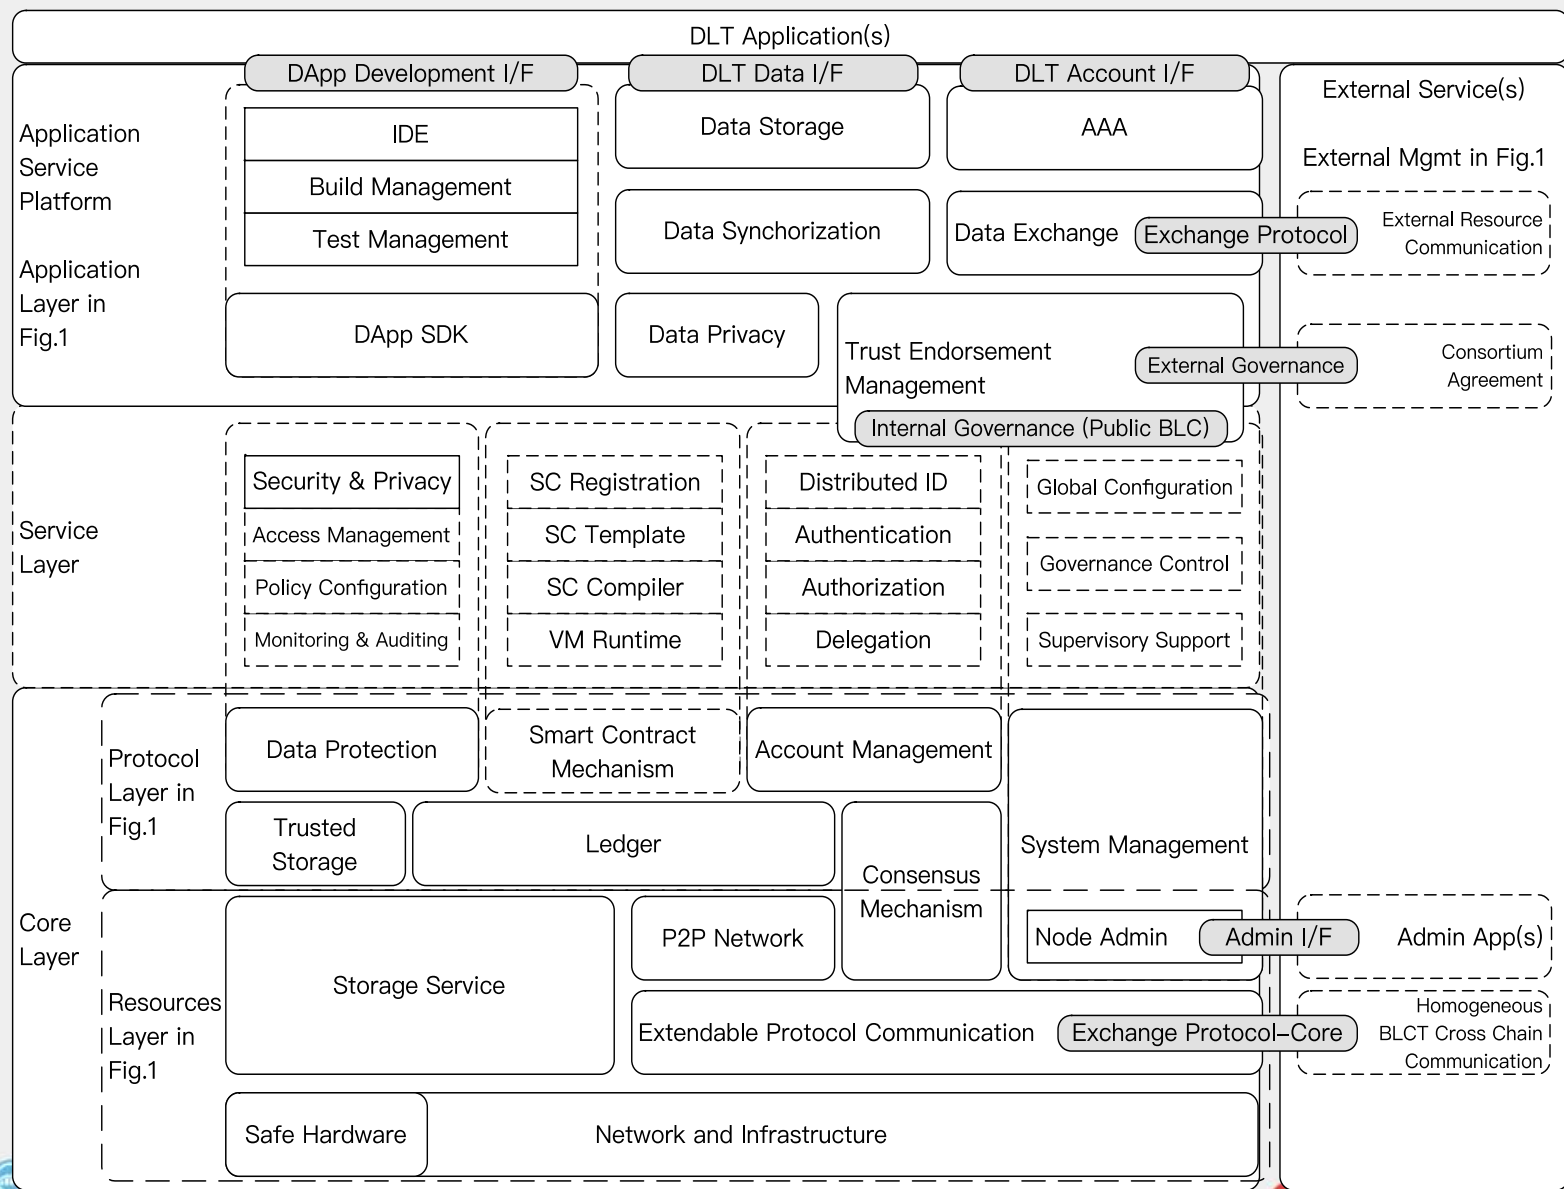 DLT Application(s)
DApp Development I/F
DLT Data I/F
DLT Account I/F
Application
Service
Platform
Application
Layer in
Fig.1
IDE
Build Management
Test Management
DApp SDK
Data Storage
Data Synchorization
Data Privacy
AAA
Data Exchange
Exchange Protocol
Trust Endorsement
Management
External Governance
Internal Governance (Public BLC)
External Service(s)
External Mgmt in Fig.1
External Resource
Communication
Consortium
Agreement
Service
Layer
Security & Privacy
Access Management
Policy Configuration
Monitoring & Auditing
SC Registration
SC Template
SC Compiler
VM Runtime
Distributed ID
Authentication
Authorization
Delegation
Global Configuration
Governance Control
Supervisory Support
Core
Layer
Protocol
Layer in
Fig.1
Data Protection
Smart Contract
Mechanism
Account Management
Trusted
Storage
Ledger
Consensus
Mechanism
System Management
Resources
Layer in
Fig.1
Storage Service
P2P Network
Node Admin
Admin I/F
Admin App(s)
Extendable Protocol Communication
Exchange Protocol-Core
Homogeneous
BLCT Cross Chain
Communication
Safe Hardware
Network and Infrastructure